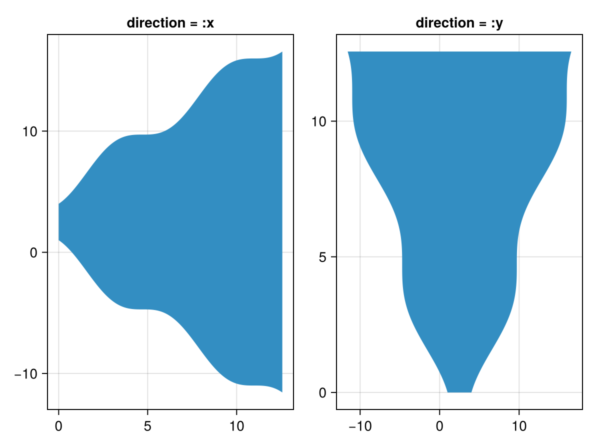 direction = :x
10
0
−10
0 5 10
direction = :y
10
5
0
−10 0 10